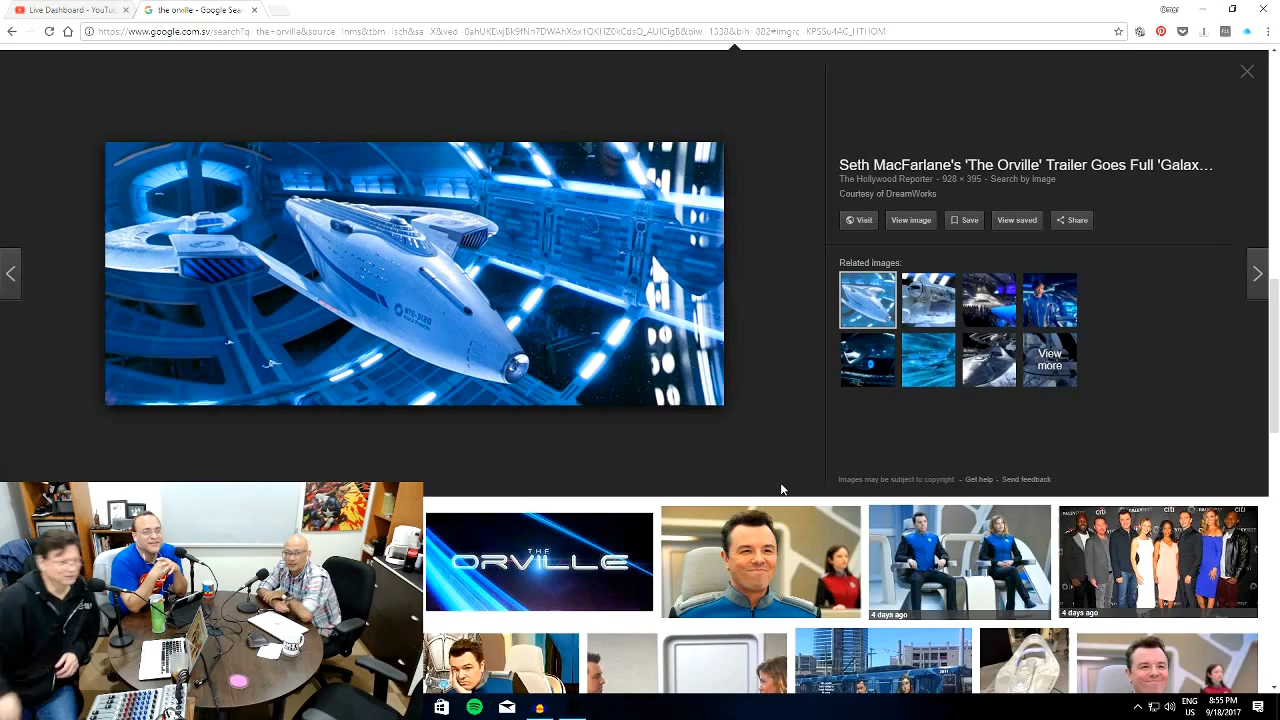 Live Dashboard - YouTu
the orville - Google Sea
Omar
Seth MacFarlane's 'The Orville' Trailer Goes Full 'Galax...
The Hollywood Reporter - 928 × 395 - Search by image
Courtesy of DreamWorks
Visit
View image
Save
View saved
Share
Related Images:
View more
Images may be subject to copyright. - Get help - Send feedback
THE
ORVILLE
4 days ago
4 days ago
ENG
US
8:55 PM
9/18/2017